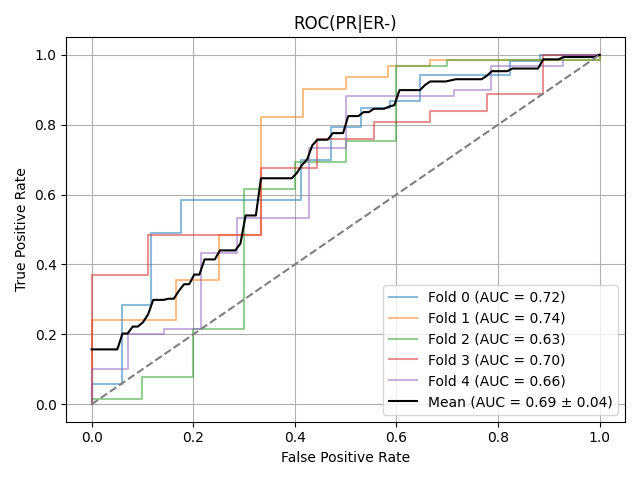 ROC(PR|ER-)
True Positive Rate
1.0
0.8
0.6
0.4
0.2
0.0
Fold 0 (AUC = 0.72)
Fold 1 (AUC = 0.74)
Fold 2 (AUC = 0.63)
Fold 3 (AUC = 0.70)
Fold 4 (AUC = 0.66)
Mean (AUC = 0.69 ± 0.04)
0.0 0.2 0.4 0.6 0.8 1.0
False Positive Rate